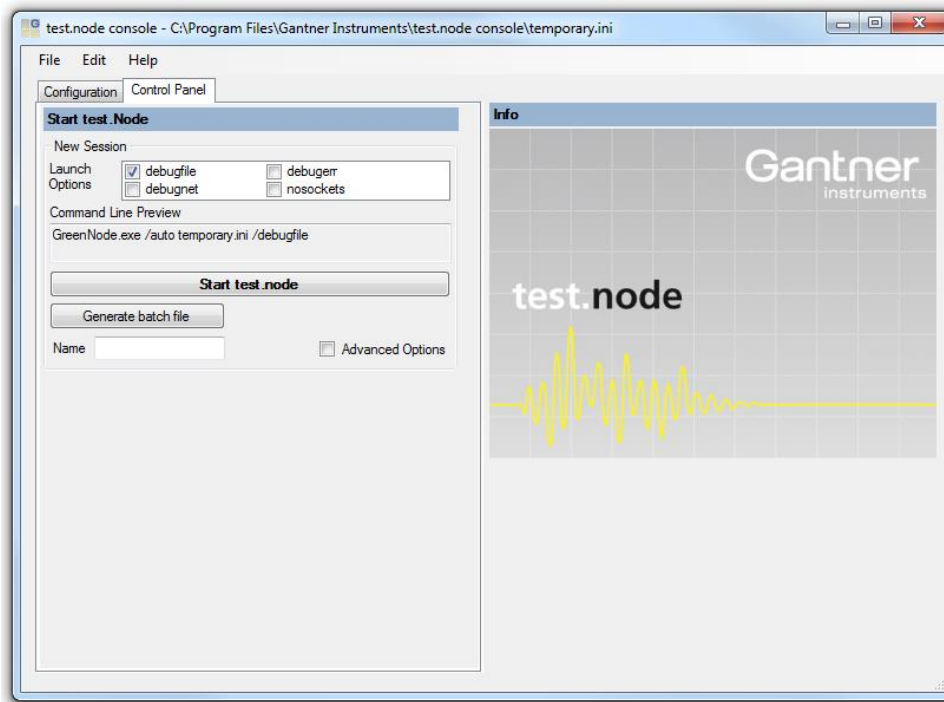 test.node console - C:\Program Files\Gantner Instruments\test.node console\temporary.ini
File Edit Help
Configuration Control Panel
Start test.Node
New Session
Launch Options
debugfile debugerr
debugnet nosockets
Command Line Preview
GreenNode.exe /auto temporary.ini /debugfile
Start test.node
Generate batch file
Name Advanced Options
Info
Gantner
instruments
test.node